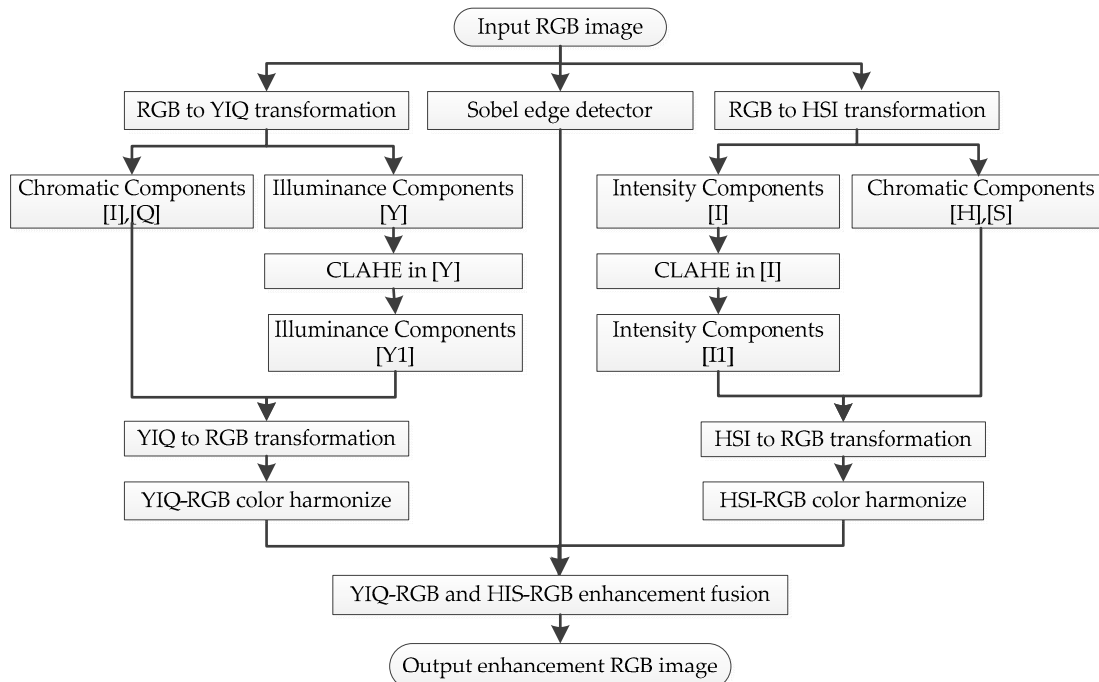 Input RGB image
RGB to YIQ transformation
Sobel edge detector
RGB to HSI transformation
Chromatic Components
[I],[Q]
Illuminance Components
[Y]
Intensity Components
[I]
Chromatic Components
[H],[S]
CLAHE in [Y]
CLAHE in [I]
Illuminance Components
[Y1]
Intensity Components
[I1]
YIQ to RGB transformation
HSI to RGB transformation
YIQ-RGB color harmonize
HSI-RGB color harmonize
YIQ-RGB and HIS-RGB enhancement fusion
Output enhancement RGB image